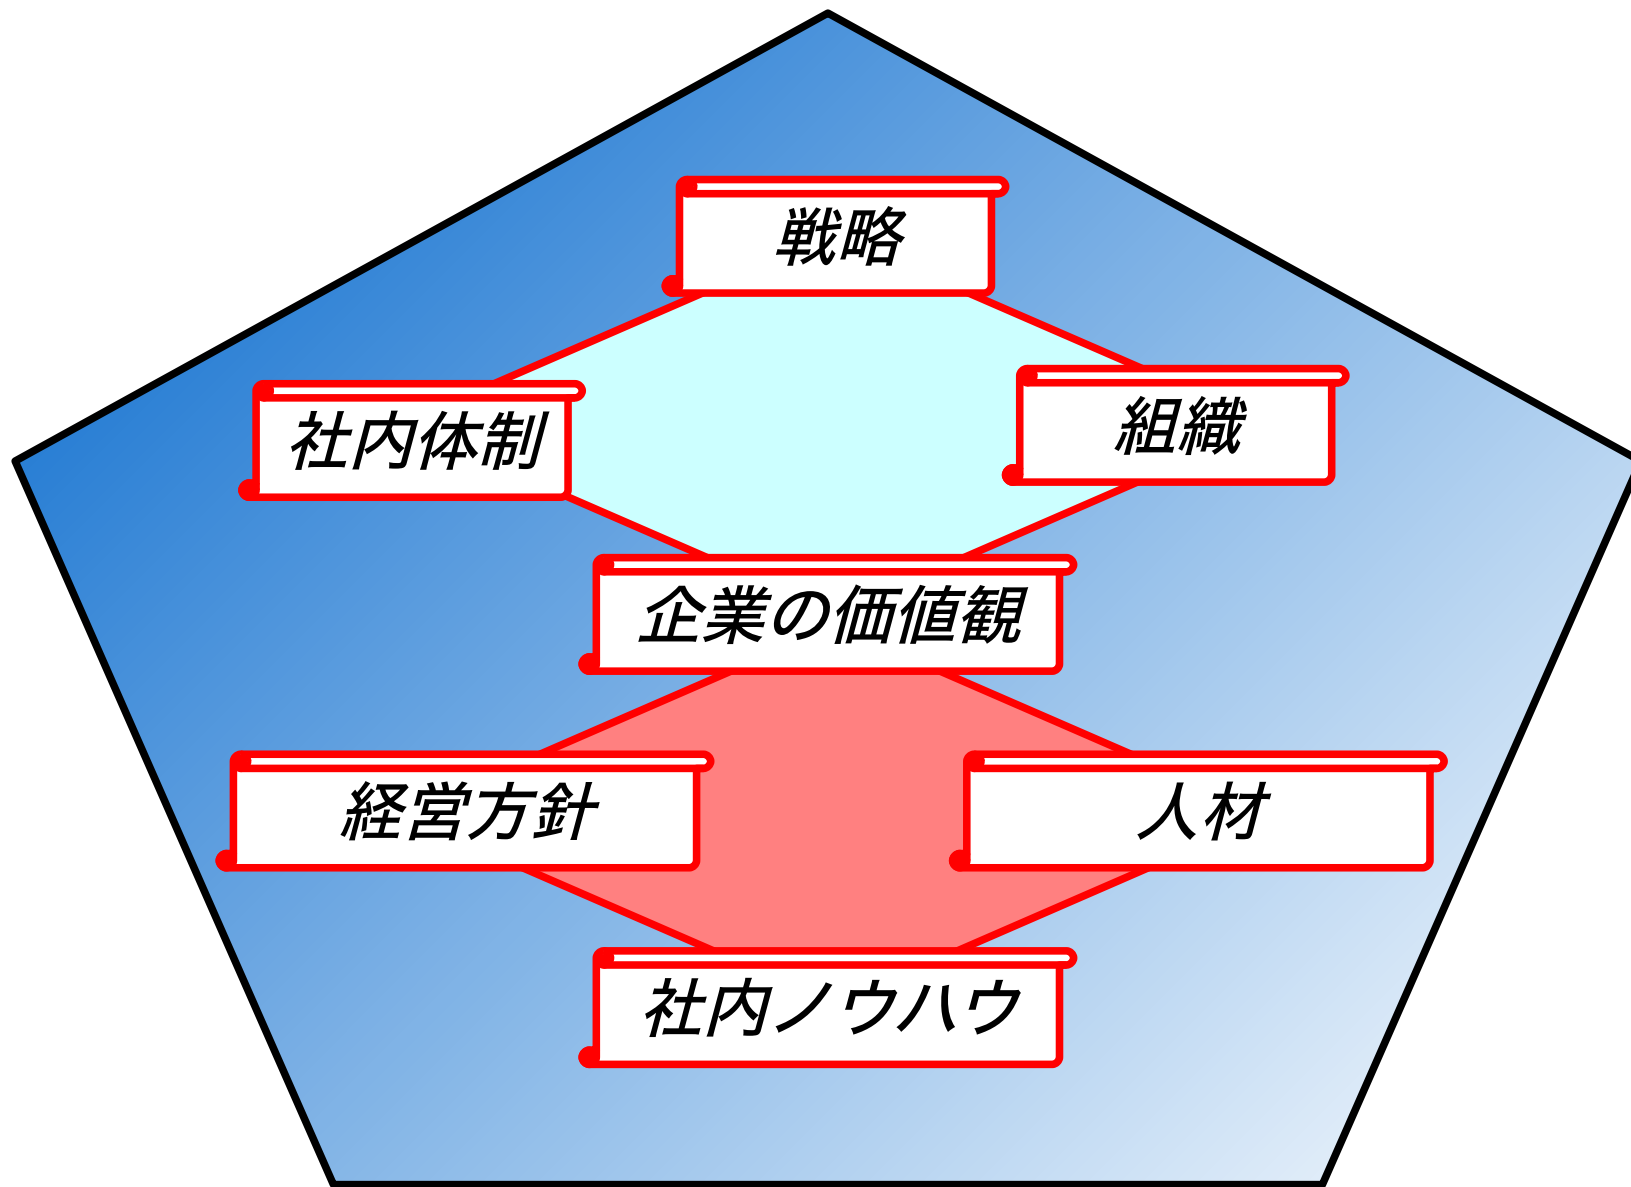 戦略
社内体制
組織
企業の価値観
経営方針
人材
社内ノウハウ